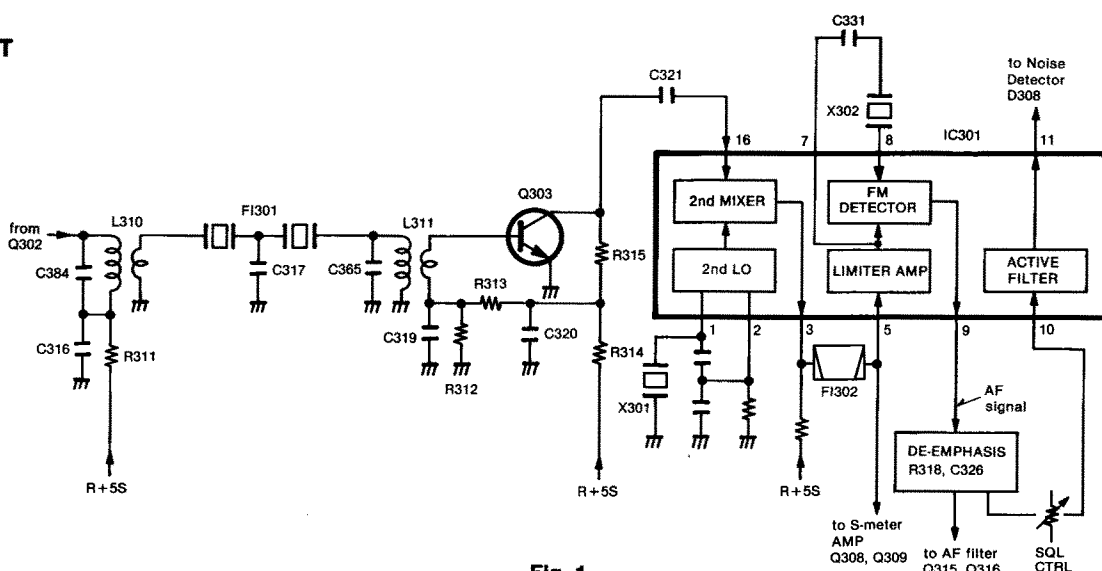 T
C331
to Noise
Detector
D308
C321
X302
IC301
16
7
8
11
Q303
2nd MIXER
FM
DETECTOR
from
Q302
L310
FI301
L311
C384
C317
C365
R315
2nd LO
LIMITER AMP
ACTIVE
FILTER
R313
C316
R311
C319
R312
C320
R314
1
2
3
5
9
10
X301
FI302
AF
signal
DE-EMPHASIS
R318, C326
R+5S
R+5S
R+5S
to S-meter
AMP
Q308, Q309
to AF filter
Q315, Q316
SQL
CTRL
Fig. 1